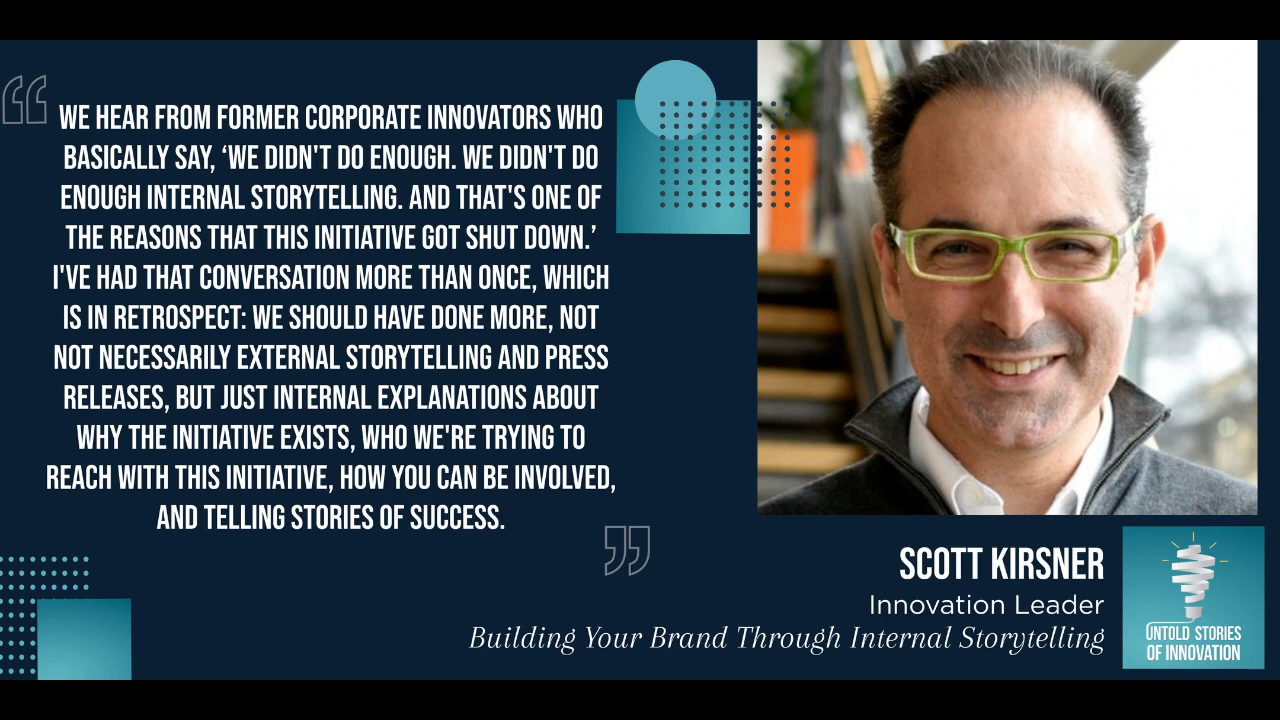 WE HEAR FROM FORMER CORPORATE INNOVATORS WHO
BASICALLY SAY, ‘WE DIDN'T DO ENOUGH. WE DIDN'T DO
ENOUGH INTERNAL STORYTELLING. AND THAT'S ONE OF
THE REASONS THAT THIS INITIATIVE GOT SHUT DOWN.’
I'VE HAD THAT CONVERSATION MORE THAN ONCE, WHICH
IS IN RETROSPECT: WE SHOULD HAVE DONE MORE, NOT
NOT NECESSARILY EXTERNAL STORYTELLING AND PRESS
RELEASES, BUT JUST INTERNAL EXPLANATIONS ABOUT
WHY THE INITIATIVE EXISTS, WHO WE'RE TRYING TO
REACH WITH THIS INITIATIVE, HOW YOU CAN BE INVOLVED,
AND TELLING STORIES OF SUCCESS.
SCOTT KIRSNER
Innovation Leader
Building Your Brand Through Internal Storytelling
UNTOLD STORIES
OF INNOVATION